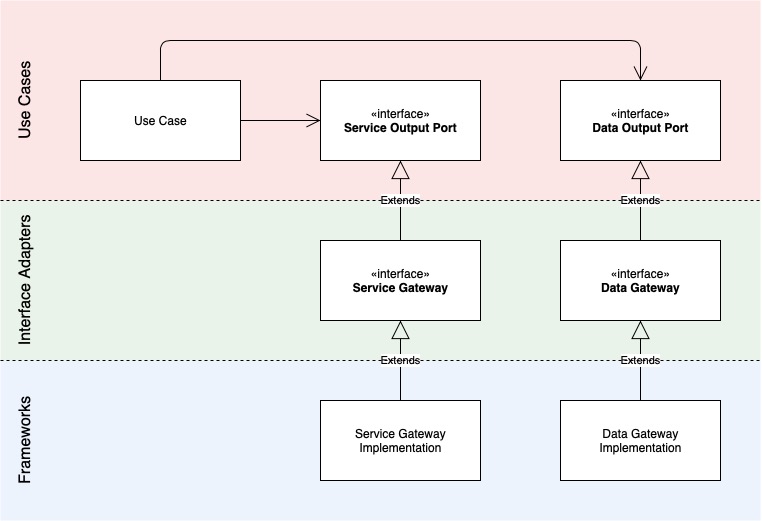 Use Cases
Use Case
«interface»
Service Output Port
«interface»
Data Output Port
Extends
Extends
Interface Adapters
«interface»
Service Gateway
«interface»
Data Gateway
Extends
Extends
Frameworks
Service Gateway
Implementation
Data Gateway
Implementation